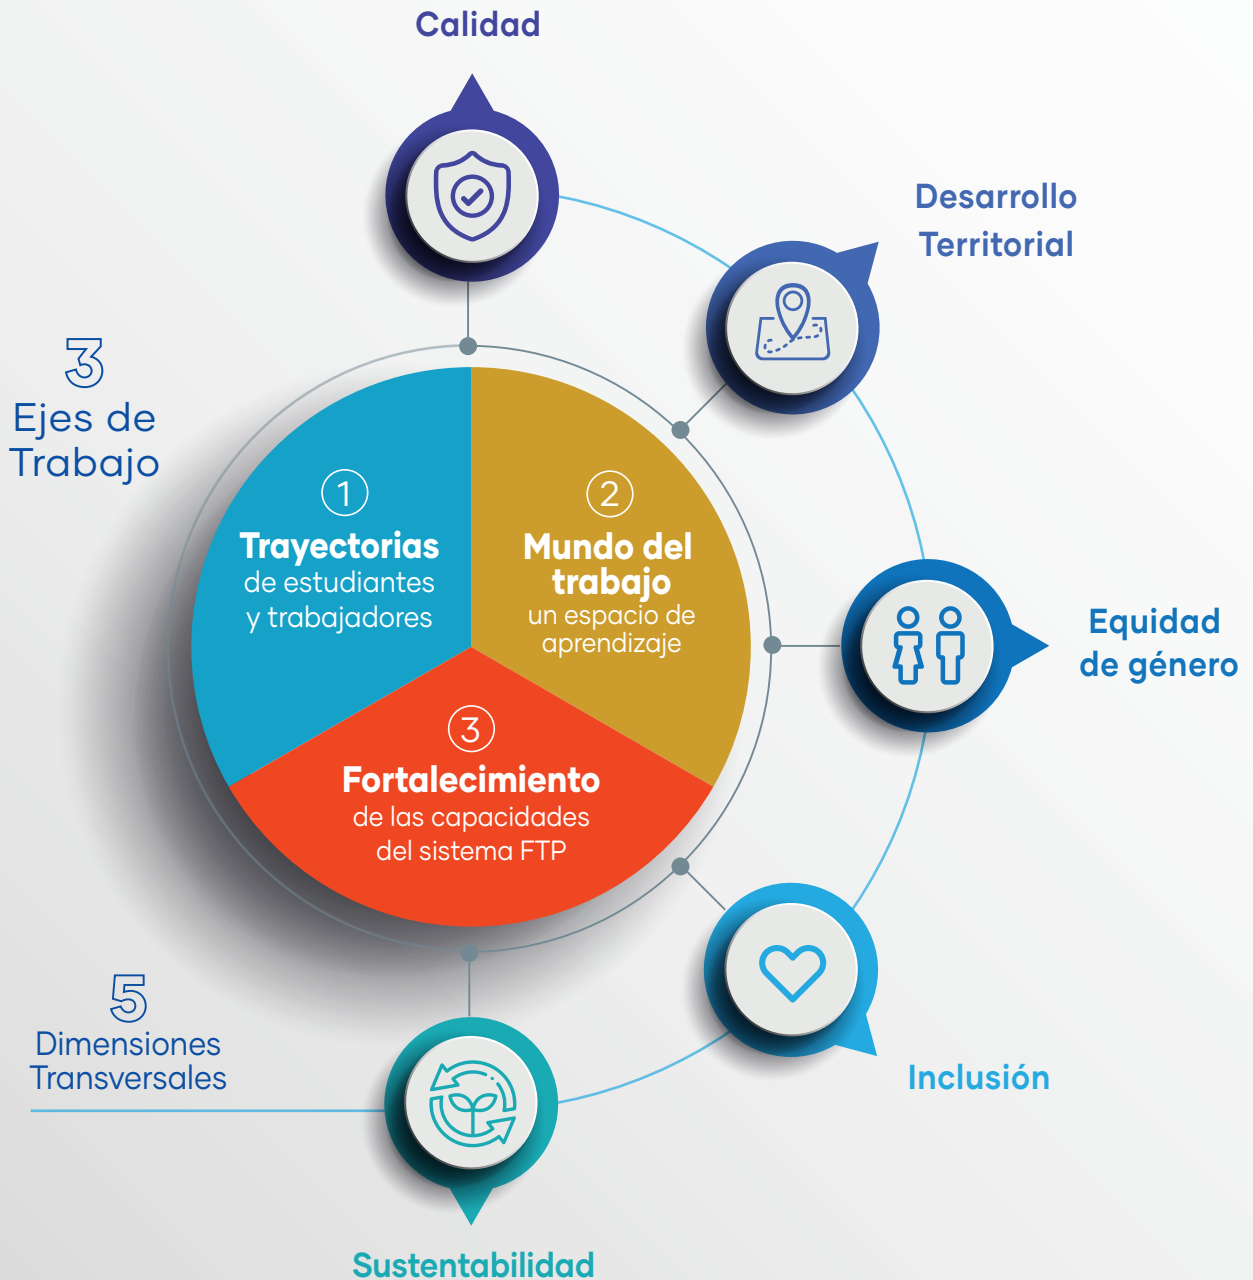 Calidad
Desarrollo
Territorial
3
Ejes de
Trabajo
1
Trayectorias
de estudiantes
y trabajadores
2
Mundo del
trabajo
un espacio de
aprendizaje
Equidad
de género
3
Fortalecimiento
de las capacidades
del sistema FTP
5
Dimensiones
Transversales
Inclusión
Sustentabilidad